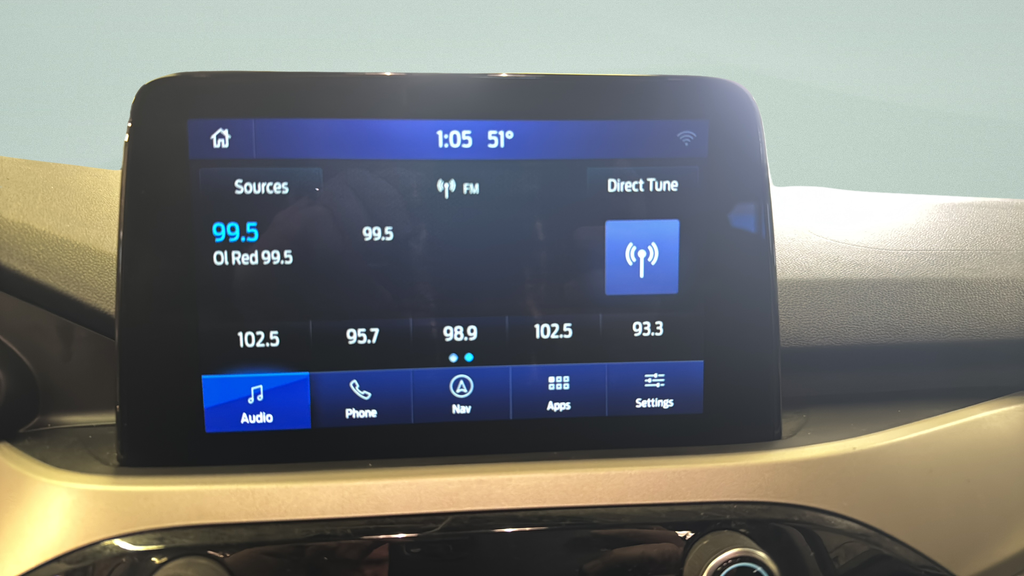 1:05 51°
Sources FM Direct Tune
99.5 99.5
Ol Red 99.5
102.5 95.7 98.9 102.5 93.3
Audio Phone Nav Apps Settings